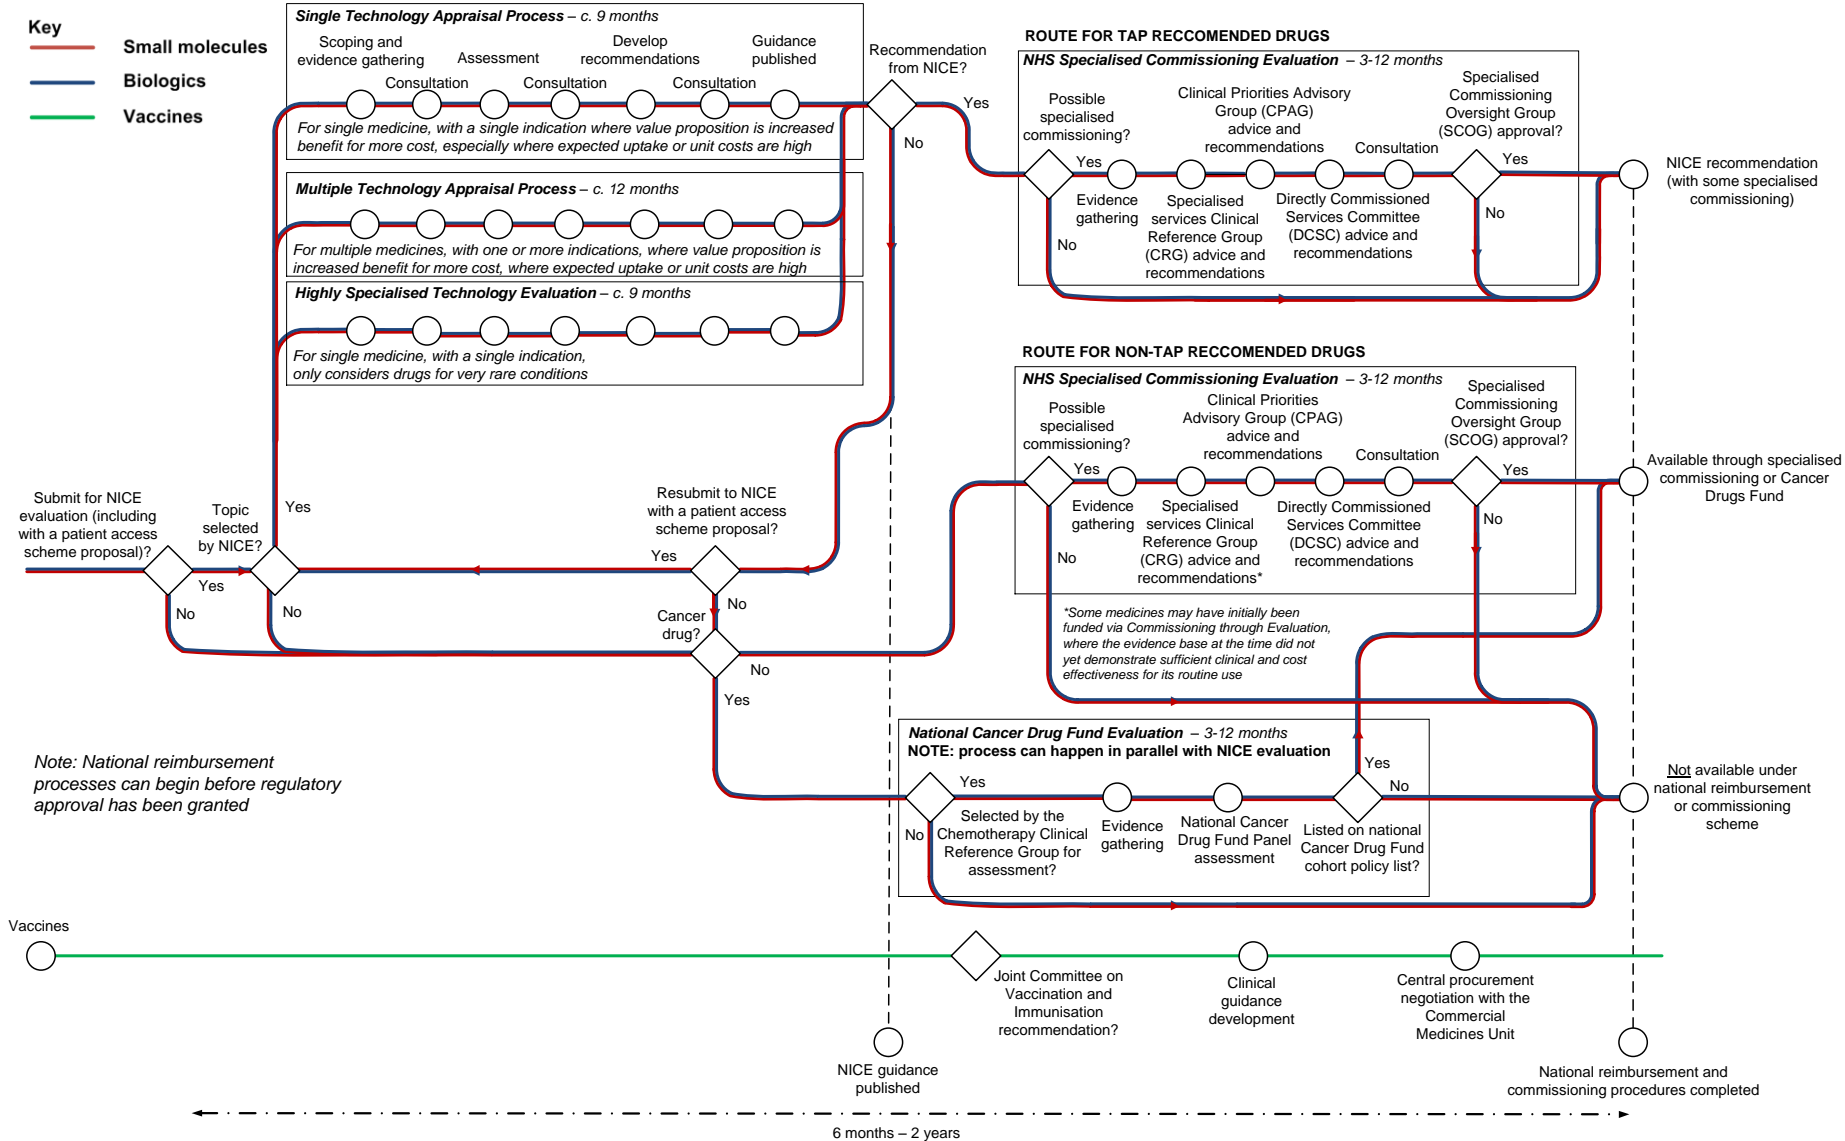 Key
Small molecules
Biologics
Vaccines
Single Technology Appraisal Process – c. 9 months
Scoping and
evidence gathering
Consultation
Assessment
Consultation
Develop
recommendations
Consultation
Guidance
published
For single medicine, with a single indication where value proposition is increased
benefit for more cost, especially where expected uptake or unit costs are high
Multiple Technology Appraisal Process – c. 12 months
For multiple medicines, with one or more indications, where value proposition is
increased benefit for more cost, where expected uptake or unit costs are high
Highly Specialised Technology Evaluation – c. 9 months
For single medicine, with a single indication,
only considers drugs for very rare conditions
Recommendation
from NICE?
Yes
No
ROUTE FOR TAP RECCOMENDED DRUGS
NHS Specialised Commissioning Evaluation – 3-12 months
Possible
specialised
commissioning?
Yes
No
Evidence
gathering
Specialised
services Clinical
Reference Group
(CRG) advice and
recommendations
Clinical Priorities Advisory
Group (CPAG)
advice and
recommendations
Directly Commissioned
Services Committee
(DCSC) advice and
recommendations
Consultation
Specialised
Commissioning
Oversight Group
(SCOG) approval?
Yes
No
NICE recommendation
(with some specialised
commissioning)
ROUTE FOR NON-TAP RECCOMENDED DRUGS
NHS Specialised Commissioning Evaluation – 3-12 months
Possible
specialised
commissioning?
Yes
No
Evidence
gathering
Specialised
services Clinical
Reference Group
(CRG) advice and
recommendations*
Clinical Priorities
Advisory Group (CPAG)
advice and
recommendations
Directly Commissioned
Services Committee
(DCSC) advice and
recommendations
Consultation
Specialised
Commissioning
Oversight Group
(SCOG) approval?
Yes
No
Available through specialised
commissioning or Cancer
Drugs Fund
*Some medicines may have initially been
funded via Commissioning through Evaluation,
where the evidence base at the time did not
yet demonstrate sufficient clinical and cost
effectiveness for its routine use
Submit for NICE
evaluation (including
with a patient access
scheme proposal)?
Yes
No
Topic
selected
by NICE?
Yes
No
Resubmit to NICE
with a patient access
scheme proposal?
Yes
No
Cancer
drug?
No
Yes
Note: National reimbursement
processes can begin before regulatory
approval has been granted
National Cancer Drug Fund Evaluation – 3-12 months
NOTE: process can happen in parallel with NICE evaluation
Yes
No
Selected by the
Chemotherapy Clinical
Reference Group for
assessment?
Evidence
gathering
National Cancer
Drug Fund Panel
assessment
Yes
No
Listed on national
Cancer Drug Fund
cohort policy list?
Not available under
national reimbursement
or commissioning
scheme
Vaccines
Joint Committee on
Vaccination and
Immunisation
recommendation?
Clinical
guidance
development
Central procurement
negotiation with the
Commercial
Medicines Unit
NICE guidance
published
National reimbursement and
commissioning procedures completed
6 months – 2 years